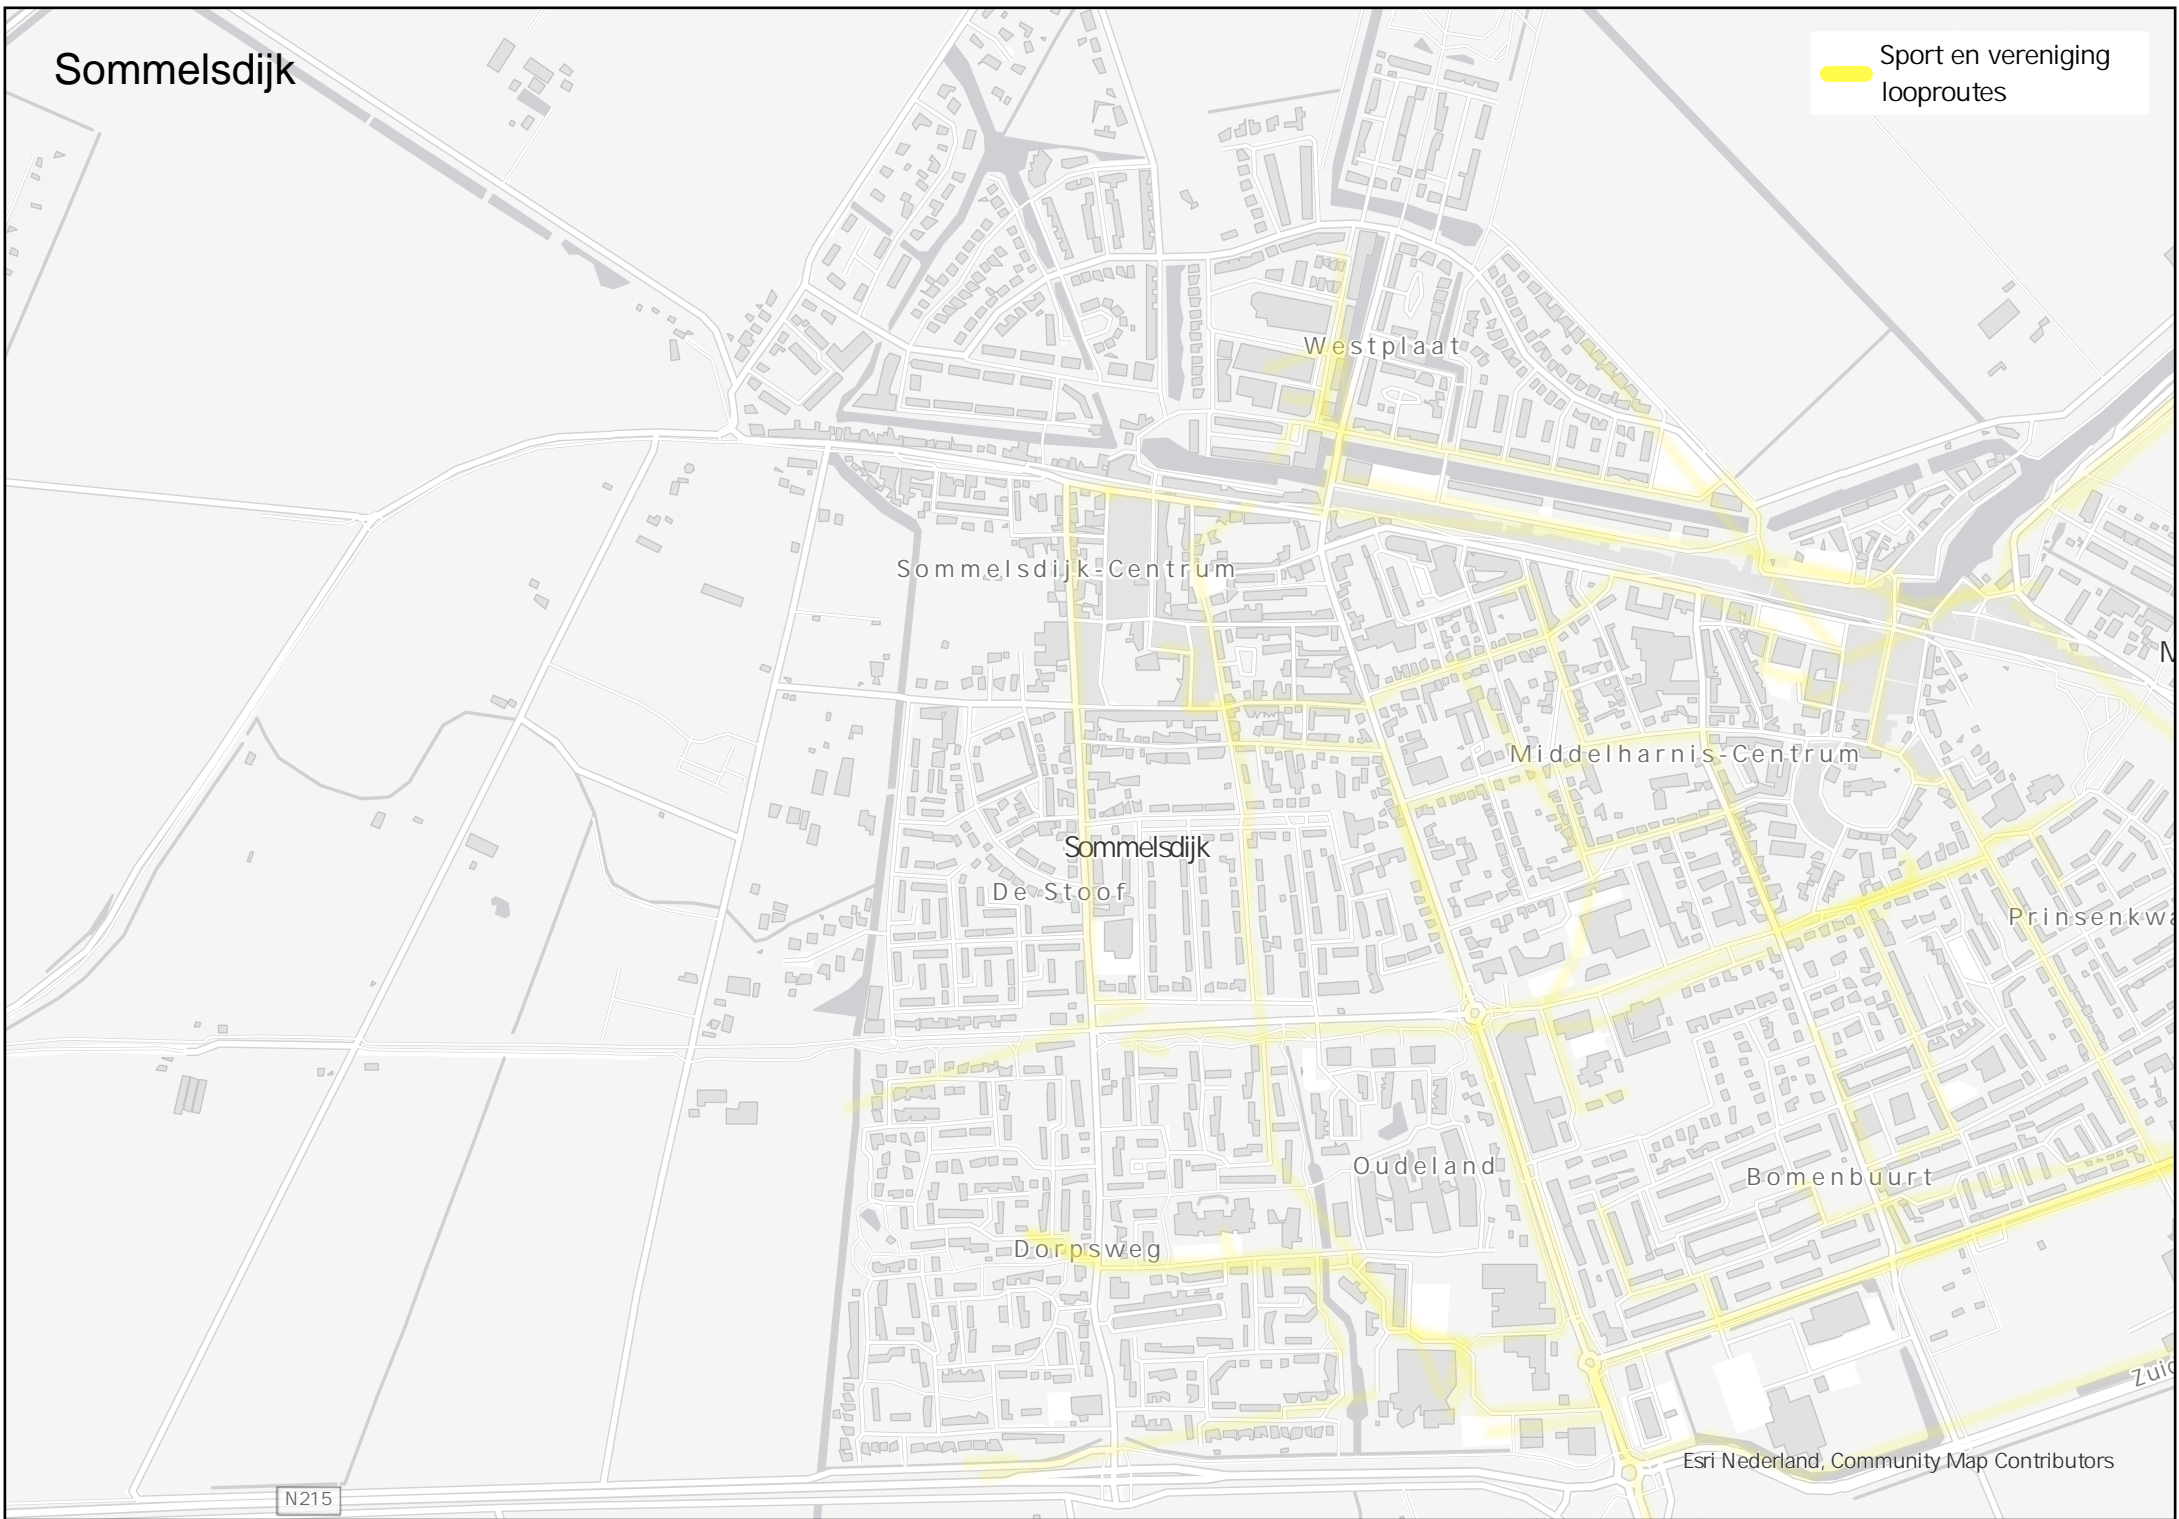 Sommelsdijk
Sport en vereniging
looproutes
Westplaat
Sommelsdijk-Centrum
Middelharnis-Centrum
Sommelsdijk
De Stoof
Prinsenkwa
Oudeland
Bomenbuurt
Dorpsweg
Zuid
Esri Nederland, Community Map Contributors
N215